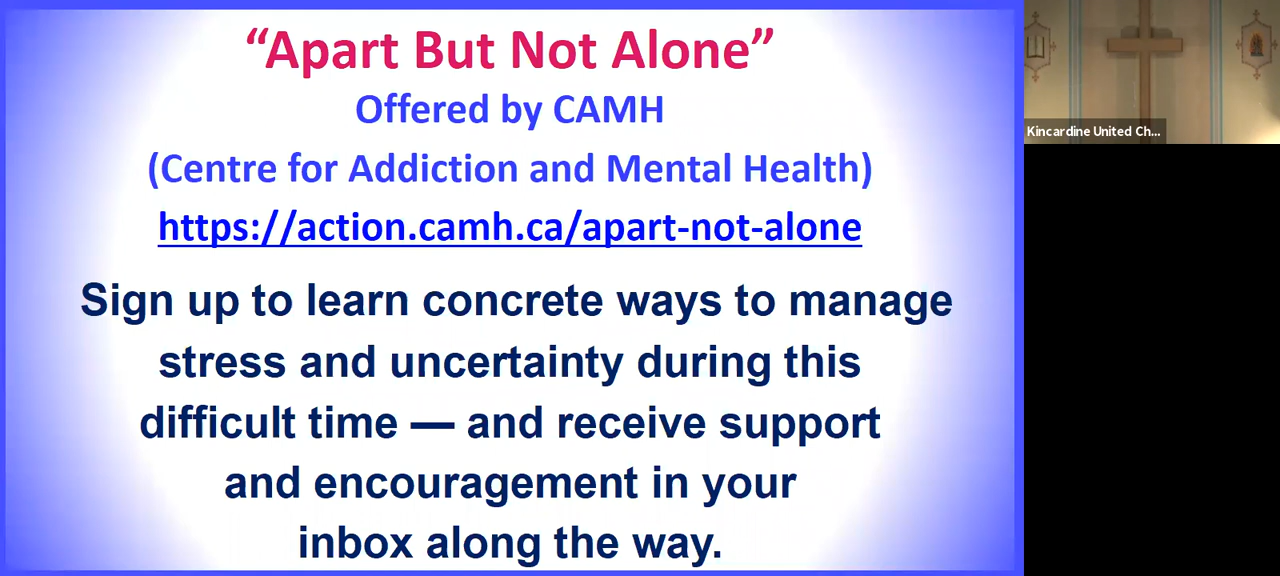 “Apart But Not Alone”
Offered by CAMH
(Centre for Addiction and Mental Health)
https://action.camh.ca/apart-not-alone
Sign up to learn concrete ways to manage
stress and uncertainty during this
difficult time — and receive support
and encouragement in your
inbox along the way.
Kincardine United Ch...